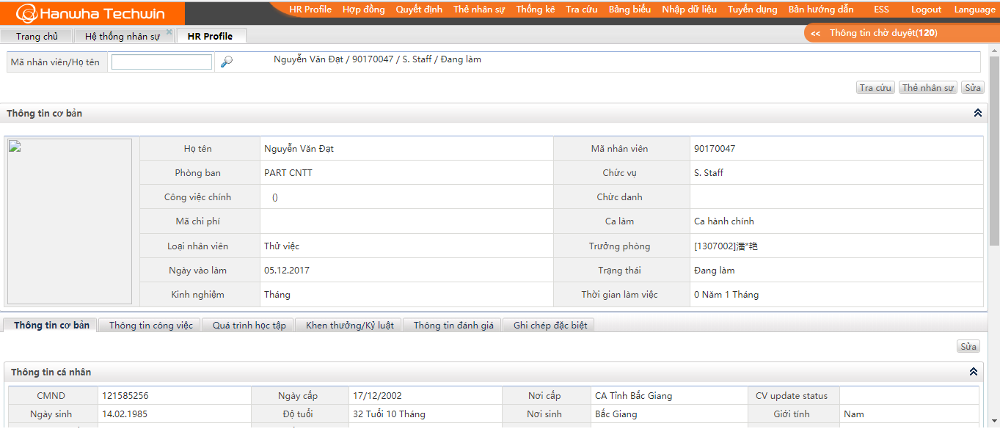 Hanwha Techwin
HR Profile Hợp đồng Quyết định Thẻ nhân sự Thống kê Tra cứu Bảng biểu Nhập dữ liệu Tuyển dụng Bản hướng dẫn ESS Logout Language
Trang chủ Hệ thống nhân sự × HR Profile << Thông tin chờ duyệt(120)
Mã nhân viên/Họ tên Nguyễn Văn Đạt / 90170047 / S. Staff / Đang làm
Tra cứu Thẻ nhân sự Sửa
Thông tin cơ bản
Họ tên Nguyễn Văn Đạt Mã nhân viên 90170047
Phòng ban PART CNTT Chức vụ S. Staff
Công việc chính () Chức danh
Mã chi phí Ca làm Ca hành chính
Loại nhân viên Thử việc Trưởng phòng [1307002]潘*艳
Ngày vào làm 05.12.2017 Trạng thái Đang làm
Kinh nghiệm Tháng Thời gian làm việc 0 Năm 1 Tháng
Thông tin cơ bản Thông tin công việc Quá trình học tập Khen thưởng/Kỷ luật Thông tin đánh giá Ghi chép đặc biệt
Sửa
Thông tin cá nhân
CMND 121585256 Ngày cấp 17/12/2002 Nơi cấp CA Tỉnh Bắc Giang CV update status
Ngày sinh 14.02.1985 Độ tuổi 32 Tuổi 10 Tháng Nơi sinh Bắc Giang Giới tính Nam